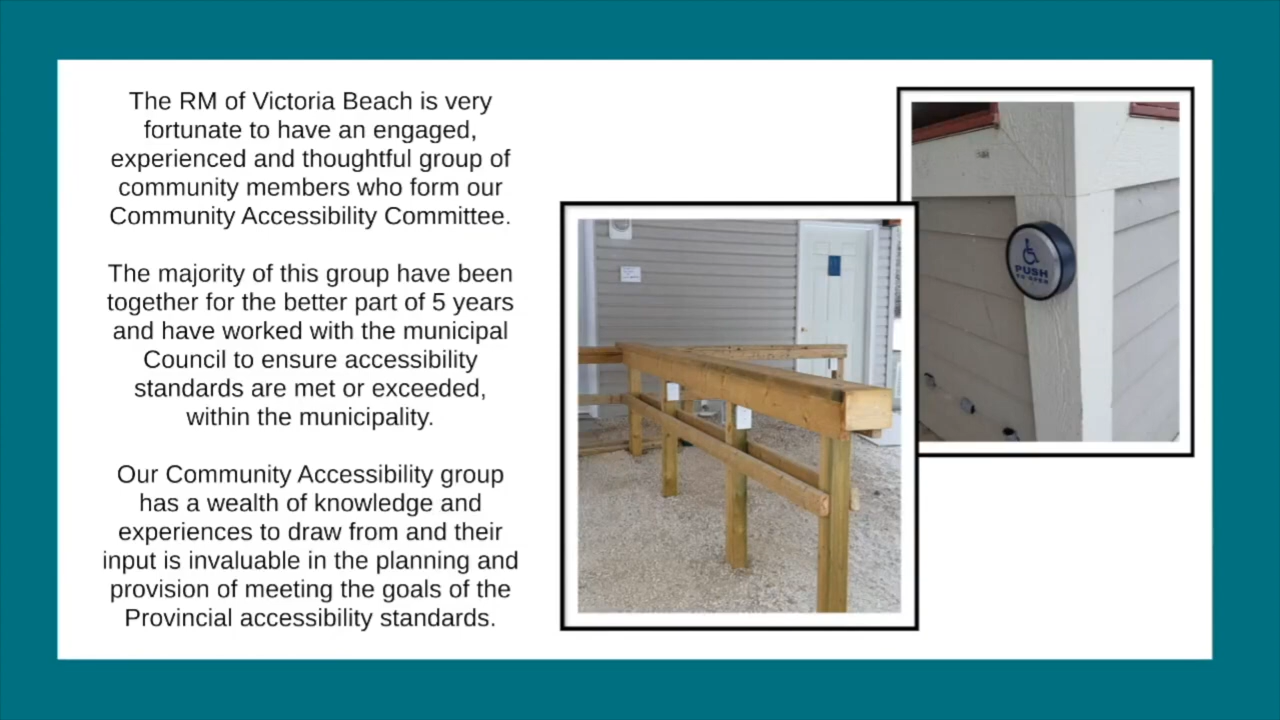 The RM of Victoria Beach is very
fortunate to have an engaged,
experienced and thoughtful group of
community members who form our
Community Accessibility Committee.
The majority of this group have been
together for the better part of 5 years
and have worked with the municipal
Council to ensure accessibility
standards are met or exceeded,
within the municipality.
Our Community Accessibility group
has a wealth of knowledge and
experiences to draw from and their
input is invaluable in the planning and
provision of meeting the goals of the
Provincial accessibility standards.
PUSH
TO OPEN